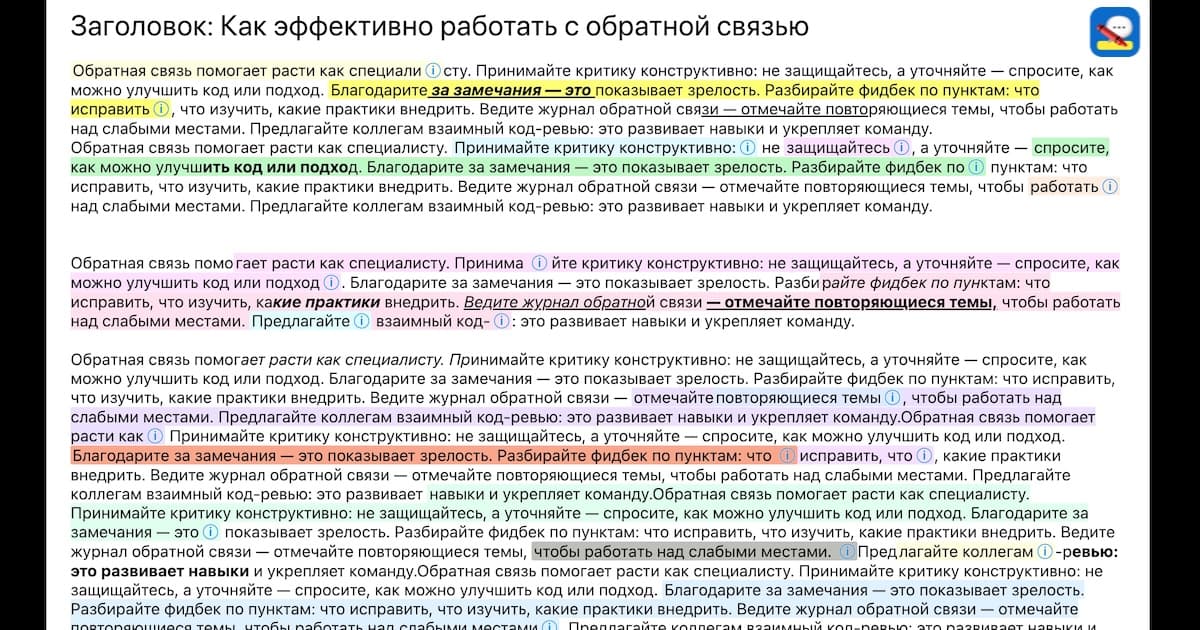 Заголовок: Как эффективно работать с обратной связью
Обратная связь помогает расти как специали ⓘ сту. Принимайте критику конструктивно: не защищайтесь, а уточняйте — спросите, как
можно улучшить код или подход. Благодарите за замечания — это показывает зрелость. Разбирайте фидбек по пунктам: что
исправить ⓘ, что изучить, какие практики внедрить. Ведите журнал обратной связи — отмечайте повторяющиеся темы, чтобы работать
над слабыми местами. Предлагайте коллегам взаимный код-ревью: это развивает навыки и укрепляет команду.
Обратная связь помогает расти как специалисту. Принимайте критику конструктивно: ⓘ не защищайтесь ⓘ, а уточняйте — спросите,
как можно улучшить код или подход. Благодарите за замечания — это показывает зрелость. Разбирайте фидбек по ⓘ пунктам: что
исправить, что изучить, какие практики внедрить. Ведите журнал обратной связи — отмечайте повторяющиеся темы, чтобы работать ⓘ
над слабыми местами. Предлагайте коллегам взаимный код-ревью: это развивает навыки и укрепляет команду.
Обратная связь помогает расти как специалисту. Принима ⓘ йте критику конструктивно: не защищайтесь, а уточняйте — спросите, как
можно улучшить код или подход ⓘ. Благодарите за замечания — это показывает зрелость. Разбирайте фидбек по пунктам: что
исправить, что изучить, какие практики внедрить. Ведите журнал обратной связи — отмечайте повторяющиеся темы, чтобы работать
над слабыми местами. Предлагайте ⓘ взаимный код- ⓘ: это развивает навыки и укрепляет команду.
Обратная связь помогает расти как специалисту. Принимайте критику конструктивно: не защищайтесь, а уточняйте — спросите, как
можно улучшить код или подход. Благодарите за замечания — это показывает зрелость. Разбирайте фидбек по пунктам: что исправить,
что изучить, какие практики внедрить. Ведите журнал обратной связи — отмечайте повторяющиеся темы ⓘ, чтобы работать над
слабыми местами. Предлагайте коллегам взаимный код-ревью: это развивает навыки и укрепляет команду.Обратная связь помогает
расти как ⓘ Принимайте критику конструктивно: не защищайтесь, а уточняйте — спросите, как можно улучшить код или подход.
Благодарите за замечания — это показывает зрелость. Разбирайте фидбек по пунктам: что ⓘ исправить, что ⓘ, какие практики
внедрить. Ведите журнал обратной связи — отмечайте повторяющиеся темы, чтобы работать над слабыми местами. Предлагайте
коллегам взаимный код-ревью: это развивает навыки и укрепляет команду.Обратная связь помогает расти как специалисту.
Принимайте критику конструктивно: не защищайтесь, а уточняйте — спросите, как можно улучшить код или подход. Благодарите за
замечания — это ⓘ показывает зрелость. Разбирайте фидбек по пунктам: что исправить, что изучить, какие практики внедрить. Ведите
журнал обратной связи — отмечайте повторяющиеся темы, чтобы работать над слабыми местами. ⓘ Предлагайте коллегам ⓘ -ревью:
это развивает навыки и укрепляет команду.Обратная связь помогает расти как специалисту. Принимайте критику конструктивно: не
защищайтесь, а уточняйте — спросите, как можно улучшить код или подход. Благодарите за замечания — это показывает зрелость.
Разбирайте фидбек по пунктам: что исправить, что изучить, какие практики внедрить. Ведите журнал обратной связи — отмечайте
повторяющиеся темы, чтобы работать над слабыми местами ⓘ. Предлагайте коллегам взаимный код-ревью: это развивает навыки и